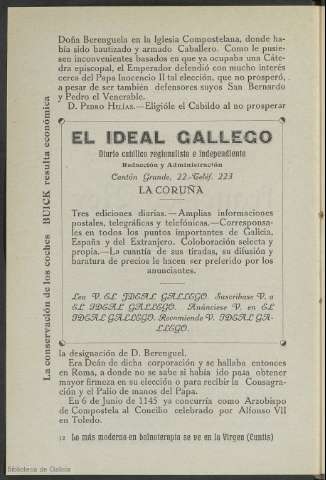 Doña Berenguela en la Iglesia Compostelana, donde ha-
bía sido bautizado y armado Caballero. Como le pusie-
sen inconvenientes basados en que ya ocupaba una Cáte-
dra episcopal, el Emperador defendió con mucho interés
cerca del Papa Inocencio II tal elección, que no prosperó,
a pesar de ser también defensores suyos San Bernardo
y Pedro el Venerable.
D. PEDRO HELÍAS.—Eligióle el Cabildo al no prosperar
EL IDEAL GALLEGO
Diario católico regionalista e independiente
Redacción y Administración
Cantón Grande, 22.-Teléf. 223
LA CORUÑA
Tres ediciones diarias.—Amplias informaciones
postales, telegráficas y telefónicas.—Corresponsa-
les en todos los puntos importantes de Galicia,
España y del Extranjero. Coloboración selecta y
propia.—La cuantía de sus tiradas, su difusión y
baratura de precios le hacen ser preferido por los
anunciantes.
Lea V. EL IDEAL GALLEGO. Suscríbase V. a
EL IDEAL GALLEGO. Anúnciese V. en EL
IDEAL GALLEGO. Recomiende V. IDEAL GA-
LLEGO.
la designación de D. Berenguel.
Era Deán de dicha corporación y se hallaba entonces
en Roma, a donde no se sabe si había ido paaa obtener
mayor firmeza en su elección o para recibir la Consagra-
ción y el Palio de manos del Papa.
En 6 de Junio de 1145 ya concurría como Arzobispo
de Compostela al Concilio celebrado por Alfonso VII
en Toledo.
12 Lo más moderno en balnoterapia se ve en la Virgen (Cuntis)
La conservación de los coches BUICK resulta económica
Biblioteca de Galicia